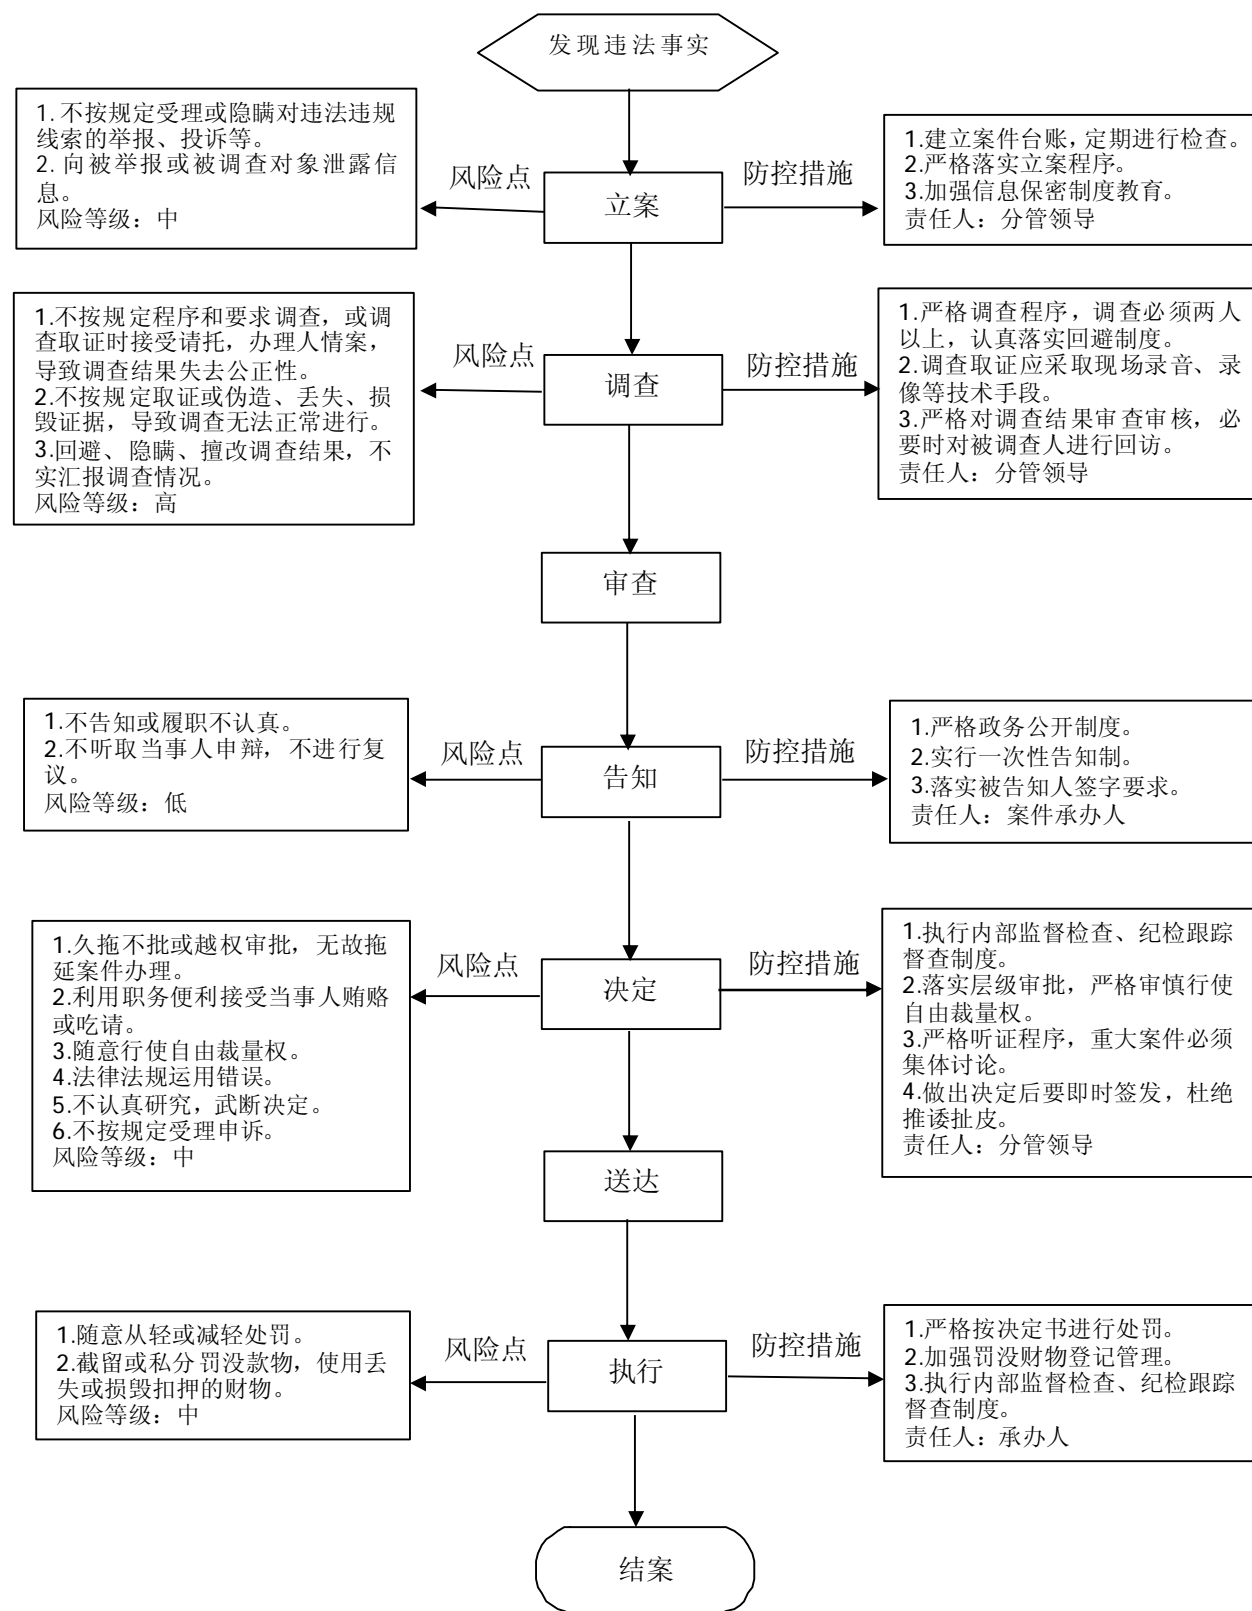 发现违法事实
1. 不按规定受理或隐瞒对违法违规
线索的举报、投诉等。
2. 向被举报或被调查对象泄露信
息。
风险等级：中
风险点
立案
防控措施
1.建立案件台账，定期进行检查。
2.严格落实立案程序。
3.加强信息保密制度教育。
责任人：分管领导
1.不按规定程序和要求调查，或调
查取证时接受请托，办理人情案，
导致调查结果失去公正性。
2.不按规定取证或伪造、丢失、损
毁证据，导致调查无法正常进行。
3.回避、隐瞒、擅改调查结果，不
实汇报调查情况。
风险等级：高
风险点
调查
防控措施
1.严格调查程序，调查必须两人
以上，认真落实回避制度。
2.调查取证应采取现场录音、录
像等技术手段。
3.严格对调查结果审查审核，必
要时对被调查人进行回访。
责任人：分管领导
审查
1.不告知或履职不认真。
2.不听取当事人申辩，不进行复
议。
风险等级：低
风险点
告知
防控措施
1.严格政务公开制度。
2.实行一次性告知制。
3.落实被告知人签字要求。
责任人：案件承办人
1.久拖不批或越权审批，无故拖
延案件办理。
2.利用职务便利接受当事人贿赂
或吃请。
3.随意行使自由裁量权。
4.法律法规运用错误。
5.不认真研究，武断决定。
6.不按规定受理申诉。
风险等级：中
风险点
决定
防控措施
1.执行内部监督检查、纪检跟踪
督查制度。
2.落实层级审批，严格审慎行使
自由裁量权。
3.严格听证程序，重大案件必须
集体讨论。
4.做出决定后要即时签发，杜绝
推诿扯皮。
责任人：分管领导
送达
1.随意从轻或减轻处罚。
2.截留或私分罚没款物，使用丢
失或损毁扣押的财物。
风险等级：中
风险点
执行
防控措施
1.严格按决定书进行处罚。
2.加强罚没财物登记管理。
3.执行内部监督检查、纪检跟踪
督查制度。
责任人：承办人
结案